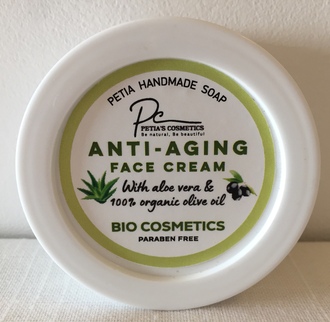 PETIA HANDMADE SOAP
PC
PETIA'S COSMETICS
Be natural, Be beautiful
ANTI-AGING
FACE CREAM
With aloe vera &
100% organic olive oil
BIO COSMETICS
PARABEN FREE